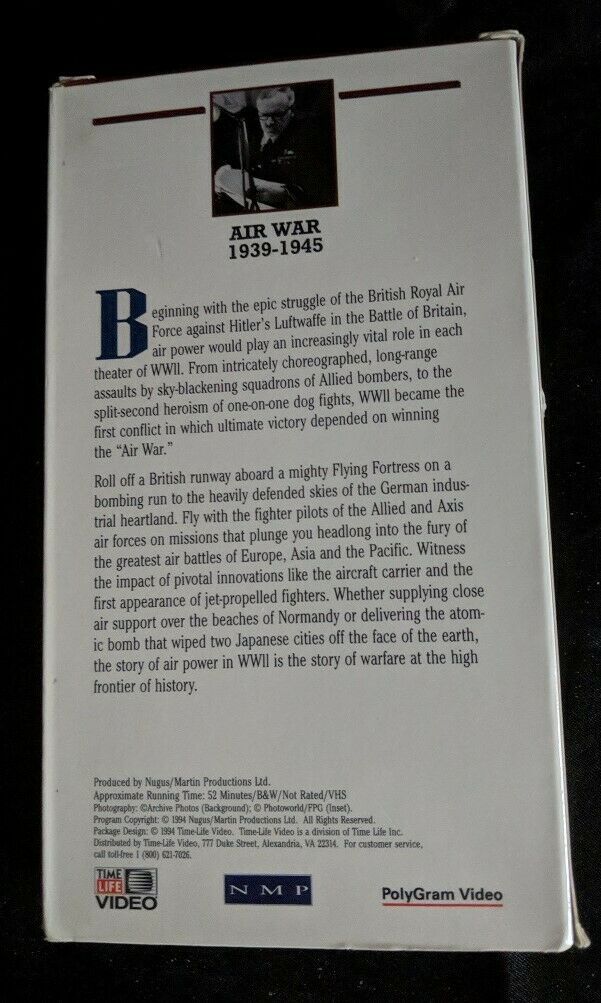 AIR WAR
1939-1945
Beginning with the epic struggle of the British Royal Air
Force against Hitler's Luftwaffe in the Battle of Britain,
air power would play an increasingly vital role in each
theater of WWll. From intricately choreographed, long-range
assaults by sky-blackening squadrons of Allied bombers, to the
split-second heroism of one-on-one dog fights, WWll became the
first conflict in which ultimate victory depended on winning
the "Air War."
Roll off a British runway aboard a mighty Flying Fortress on a
bombing run to the heavily defended skies of the German indus-
trial heartland. Fly with the fighter pilots of the Allied and Axis
air forces on missions that plunge you headlong into the fury of
the greatest air battles of Europe, Asia and the Pacific. Witness
the impact of pivotal innovations like the aircraft carrier and the
first appearance of jet-propelled fighters. Whether supplying close
air support over the beaches of Normandy or delivering the atom-
ic bomb that wiped two Japanese cities off the face of the earth,
the story of air power in WWll is the story of warfare at the high
frontier of history.
Produced by Nugus/Martin Productions Ltd.
Approximate Running Time: 52 Minutes/B&W/Not Rated/VHS
Photography: ©Archive Photos (Background); © Photoworld/FPG (Inset).
Program Copyright: © 1994 Nugus/Martin Productions Ltd. All Rights Reserved.
Package Design: © 1994 Time-Life Video. Time-Life Video is a division of Time Life Inc.
Distributed by Time-Life Video, 777 Duke Street, Alexandria, VA 22314. For customer service,
call toll-free 1 (800) 621-7026.
TIME
LIFE
VIDEO
NMP
PolyGram Video